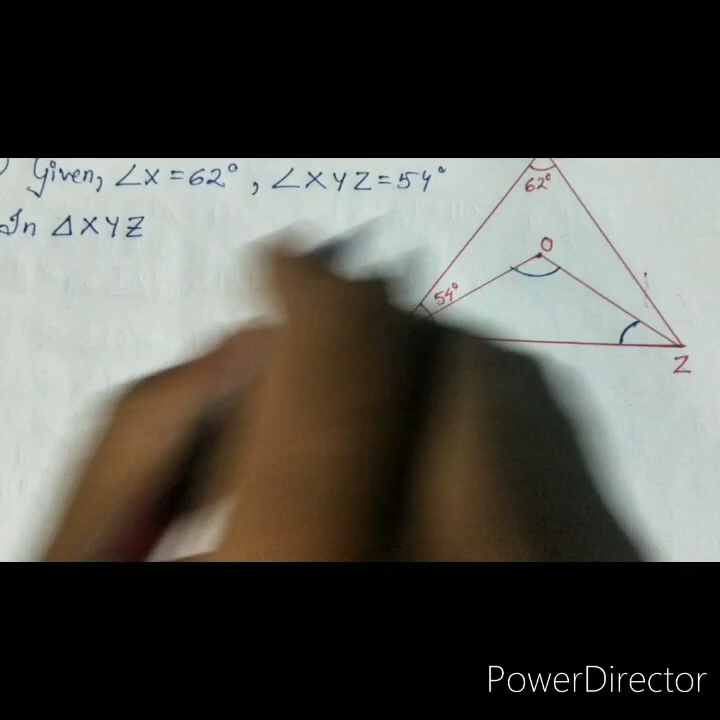 ) Given, ∠X=62°, ∠XYZ=54°
In ΔXYZ
62°
O
54°
Z
PowerDirector